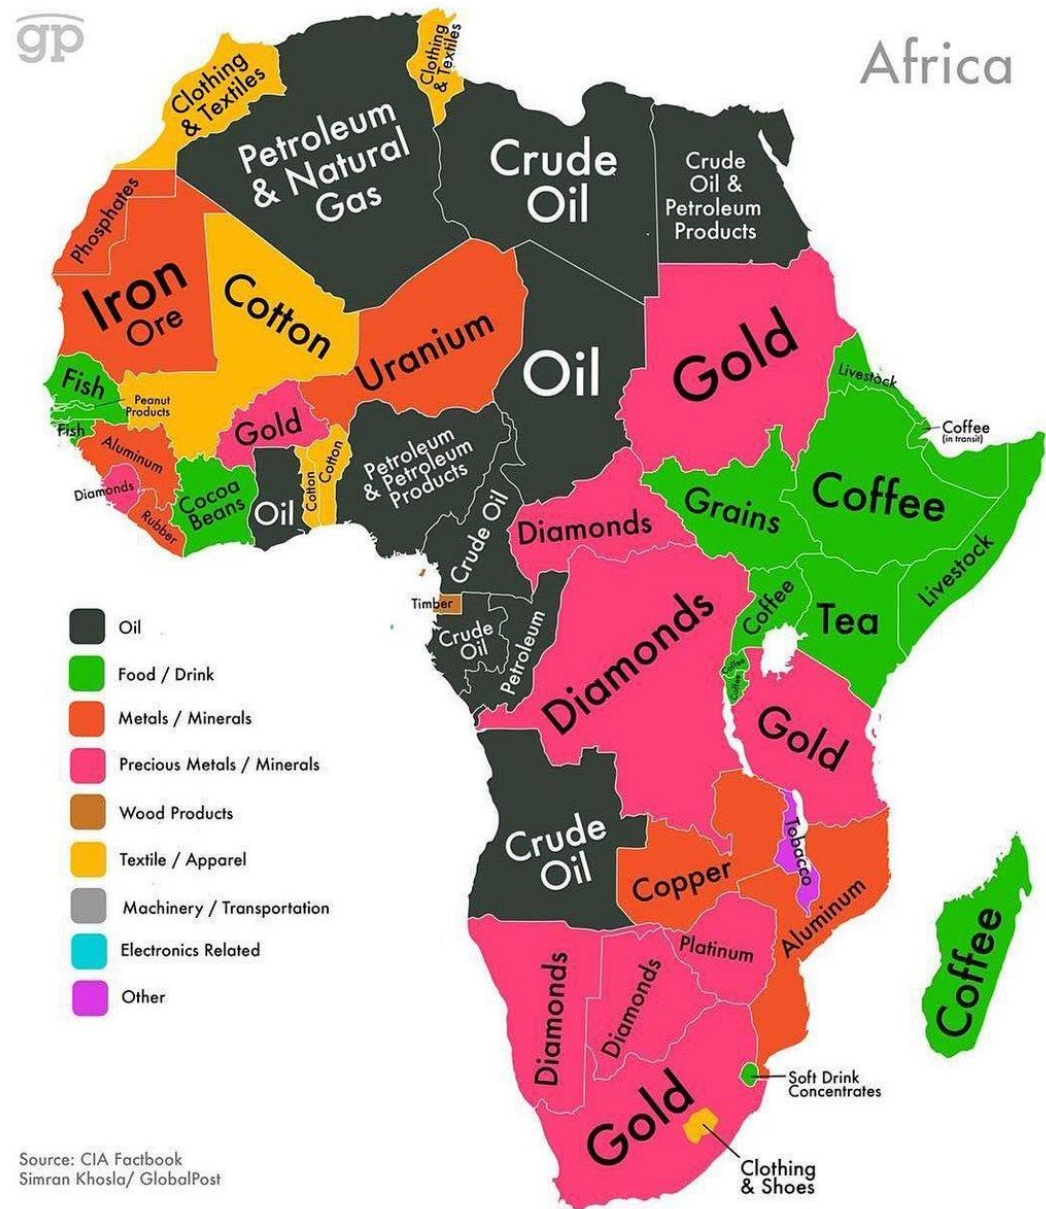 gp
Africa
Clothing
& Textiles
Clothing
& Textiles
Petroleum
& Natural
Gas
Crude
Oil
Crude
Oil &
Petroleum
Products
Phosphates
Iron
Ore
Cotton
Uranium
Oil
Gold
Livestock
Fish
Peanut
Products
Fish
Gold
Coffee
(in transit)
Aluminum
Diamonds
Rubber
Cocoa
Beans
Oil
Cotton
Cotton
Petroleum
& Petroleum
Products
Crude Oil
Diamonds
Grains
Coffee
Livestock
Timber
Crude
Oil
Petroleum
Diamonds
Coffee
Tea
Coffee
Coffee
Gold
Oil
Food / Drink
Metals / Minerals
Precious Metals / Minerals
Wood Products
Textile / Apparel
Machinery / Transportation
Electronics Related
Other
Crude
Oil
Copper
Tobacco
Aluminum
Diamonds
Diamonds
Platinum
Coffee
Gold
Soft Drink
Concentrates
Clothing
& Shoes
Source: CIA Factbook
Simran Khosla/ GlobalPost